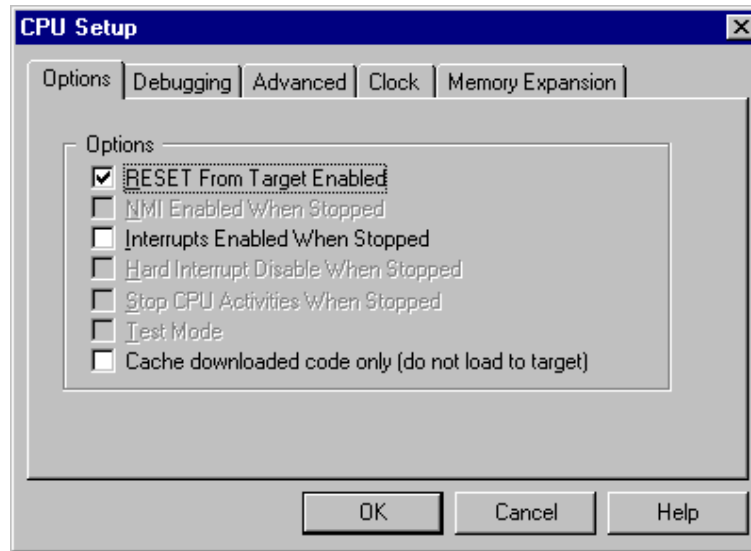 CPU Setup
Options Debugging Advanced Clock Memory Expansion
Options
RESET From Target Enabled
NMI Enabled When Stopped
Interrupts Enabled When Stopped
Hard Interrupt Disable When Stopped
Stop CPU Activities When Stopped
Test Mode
Cache downloaded code only (do not load to target)
OK Cancel Help